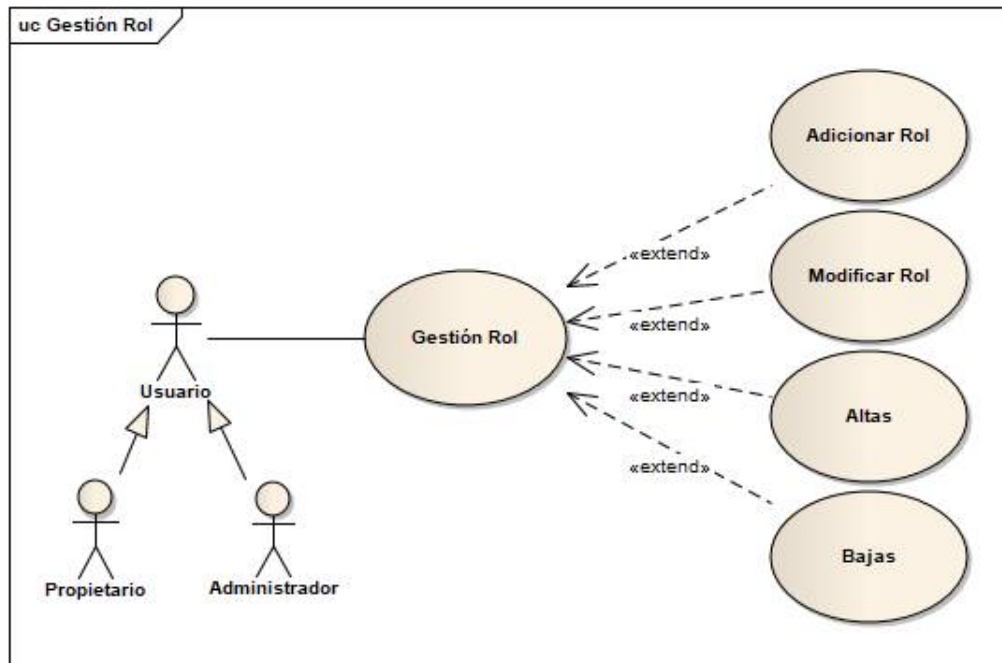 uc Gestión Rol
Adicionar Rol
«extend»
Modificar Rol
«extend»
Gestión Rol
Usuario
«extend»
Altas
«extend»
Bajas
Propietario
Administrador